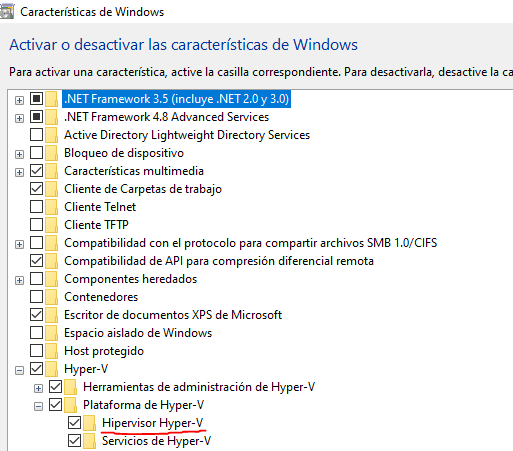 Características de Windows
Activar o desactivar las características de Windows
Para activar una característica, active la casilla correspondiente. Para desactivarla, desactive la ca
.NET Framework 3.5 (incluye .NET 2.0 y 3.0)
.NET Framework 4.8 Advanced Services
Active Directory Lightweight Directory Services
Bloqueo de dispositivo
Características multimedia
Cliente de Carpetas de trabajo
Cliente Telnet
Cliente TFTP
Compatibilidad con el protocolo para compartir archivos SMB 1.0/CIFS
Compatibilidad de API para compresión diferencial remota
Componentes heredados
Contenedores
Escritor de documentos XPS de Microsoft
Espacio aislado de Windows
Host protegido
Hyper-V
Herramientas de administración de Hyper-V
Plataforma de Hyper-V
Hipervisor Hyper-V
Servicios de Hyper-V